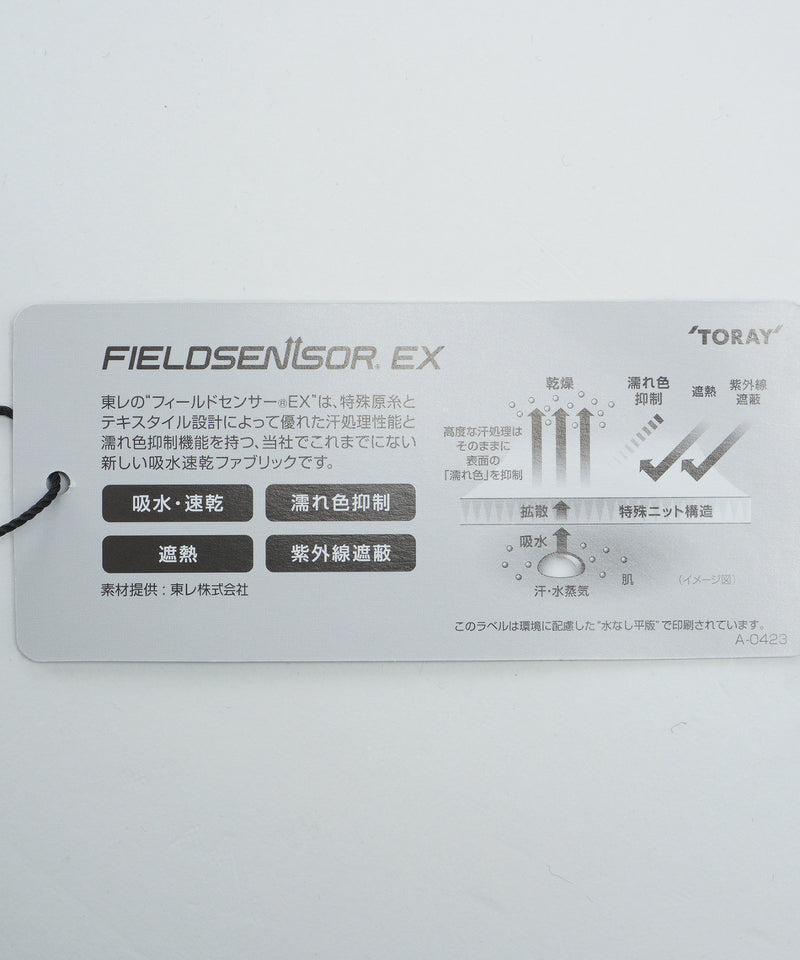 FIELDSENSOR® EX
東レの“フィールドセンサー®EX”は、特殊原糸と
テキスタイル設計によって優れた汗処理性能と
濡れ色抑制機能を持つ、当社でこれまでにない
新しい吸水速乾ファブリックです。
吸水・速乾
濡れ色抑制
遮熱
紫外線遮蔽
素材提供：東レ株式会社
'TORAY'
乾燥
濡れ色
抑制
遮熱
紫外線
遮蔽
高度な汗処理は
そのままに
表面の
「濡れ色」を抑制
拡散
特殊ニット構造
吸水
肌
汗・水蒸気
（イメージ図）
このラベルは環境に配慮した“水なし平版”で印刷されています。
A-0423